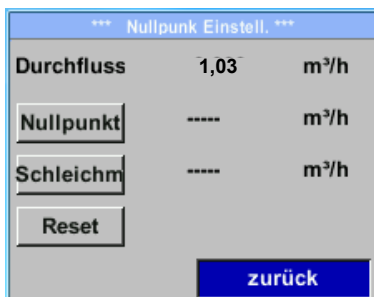 *** Nullpunk Einstell. ***
Durchfluss 1,03 m³/h
Nullpunkt ----- m³/h
Schleichm ----- m³/h
Reset
zurück